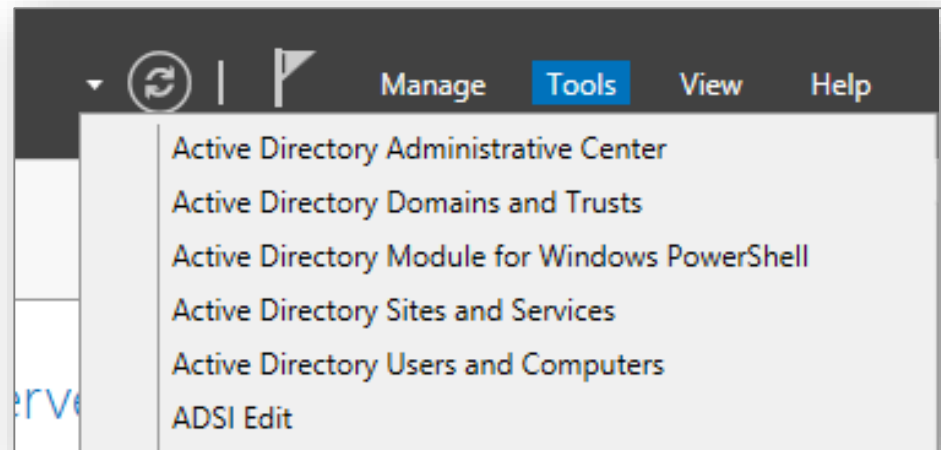 Manage Tools View Help
Active Directory Administrative Center
Active Directory Domains and Trusts
Active Directory Module for Windows PowerShell
Active Directory Sites and Services
Active Directory Users and Computers
erve
ADSI Edit